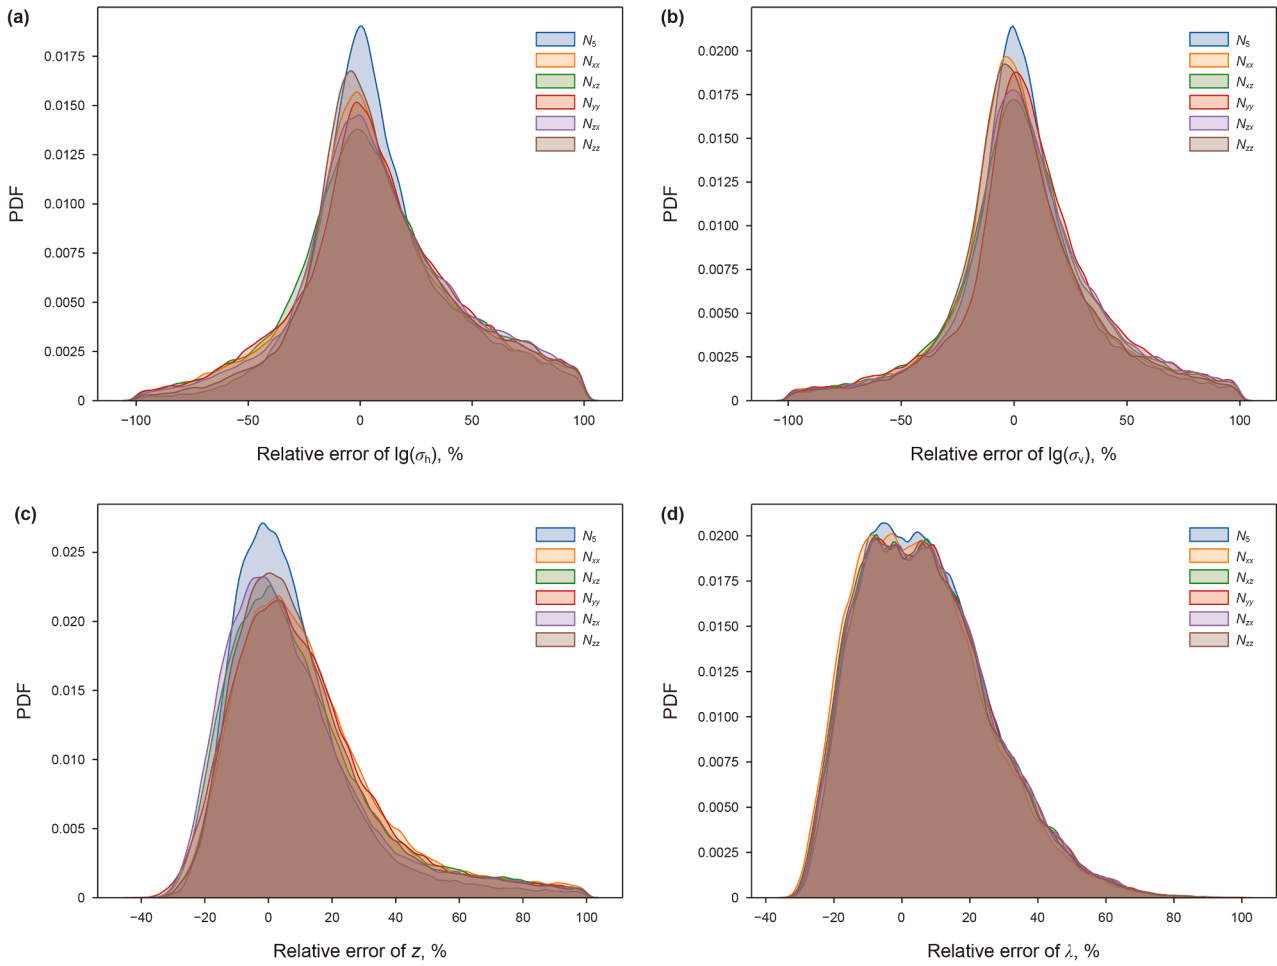 (a)
PDF
0.0175
0.0150
0.0125
0.0100
0.0075
0.0050
0.0025
0
−100
−50
0
50
100
Relative error of lg(σh), %
N5
Nxx
Nxz
Nyy
Nzx
Nzz
(b)
PDF
0.0200
0.0175
0.0150
0.0125
0.0100
0.0075
0.0050
0.0025
0
−100
−50
0
50
100
Relative error of lg(σv), %
N5
Nxx
Nxz
Nyy
Nzx
Nzz
(c)
PDF
0.025
0.020
0.015
0.010
0.005
0
−40
−20
0
20
40
60
80
100
Relative error of z, %
N5
Nxx
Nxz
Nyy
Nzx
Nzz
(d)
PDF
0.0200
0.0175
0.0150
0.0125
0.0100
0.0075
0.0050
0.0025
0
−40
−20
0
20
40
60
80
100
Relative error of λ, %
N5
Nxx
Nxz
Nyy
Nzx
Nzz